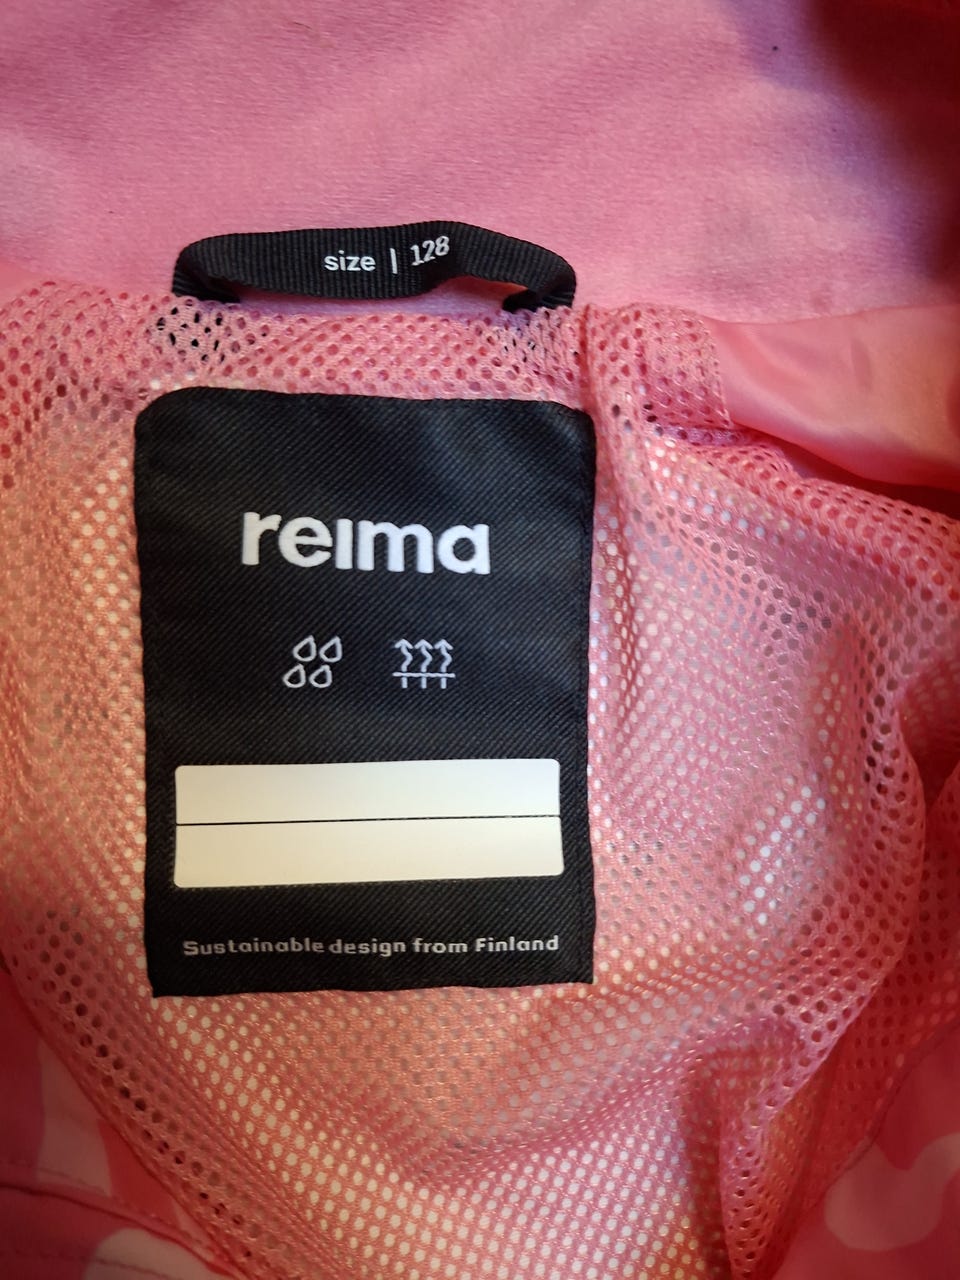 size | 128
reima
Sustainable design from Finland